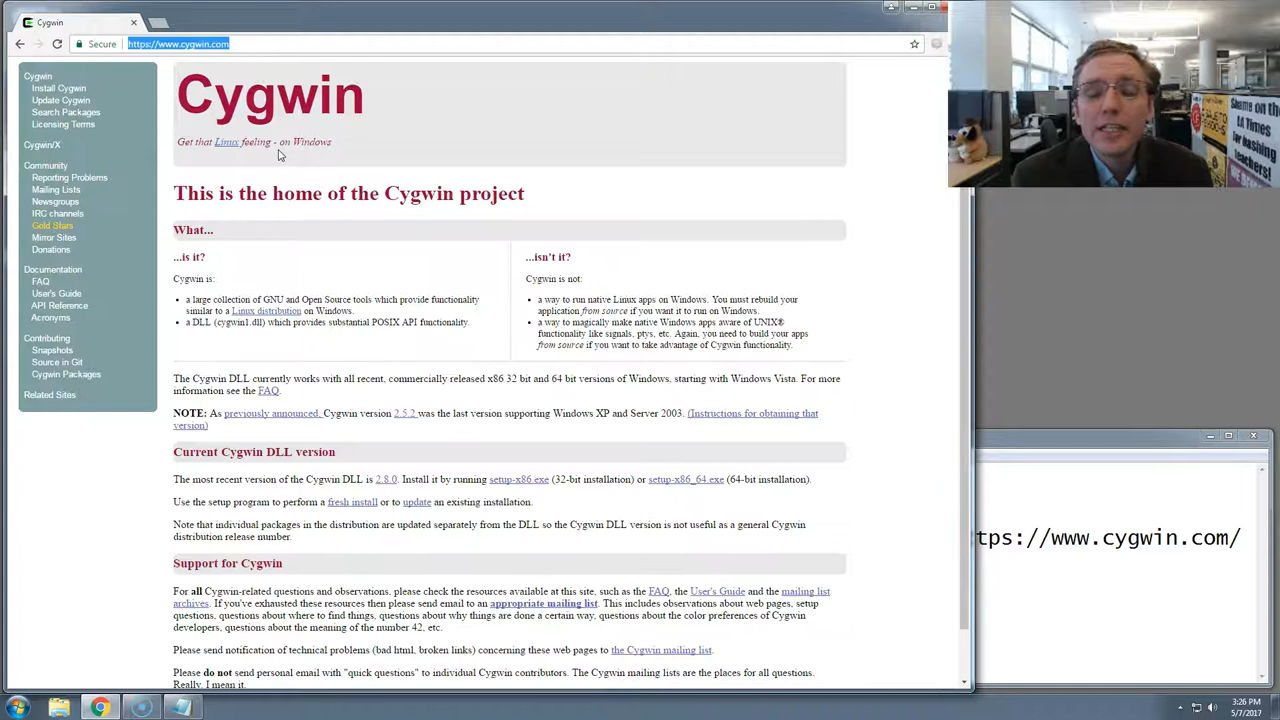 Cygwin
Secure
https://www.cygwin.com
Cygwin
Install Cygwin
Update Cygwin
Search Packages
Licensing Terms
Cygwin/X
Community
Reporting Problems
Mailing Lists
Newsgroups
IRC channels
Gold Stars
Mirror Sites
Donations
Documentation
FAQ
User's Guide
API Reference
Acronyms
Contributing
Snapshots
Source in Git
Cygwin Packages
Related Sites
Cygwin
Get that Linux feeling - on Windows
This is the home of the Cygwin project
What...
...is it?
Cygwin is:
a large collection of GNU and Open Source tools which provide functionality
similar to a Linux distribution on Windows.
a DLL (cygwin1.dll) which provides substantial POSIX API functionality.
...isn't it?
Cygwin is not:
a way to run native Linux apps on Windows. You must rebuild your
application from source if you want it to run on Windows.
a way to magically make native Windows apps aware of UNIX®
functionality like signals, ptys, etc. Again, you need to build your apps
from source if you want to take advantage of Cygwin functionality.
The Cygwin DLL currently works with all recent, commercially released x86 32 bit and 64 bit versions of Windows, starting with Windows Vista. For more
information see the FAQ.
NOTE: As previously announced, Cygwin version 2.5.2 was the last version supporting Windows XP and Server 2003. (Instructions for obtaining that
version)
Current Cygwin DLL version
The most recent version of the Cygwin DLL is 2.8.0. Install it by running setup-x86.exe (32-bit installation) or setup-x86_64.exe (64-bit installation).
Use the setup program to perform a fresh install or to update an existing installation.
Note that individual packages in the distribution are updated separately from the DLL so the Cygwin DLL version is not useful as a general Cygwin
distribution release number.
Support for Cygwin
For all Cygwin-related questions and observations, please check the resources available at this site, such as the FAQ, the User's Guide and the mailing list
archives. If you've exhausted these resources then please send email to an appropriate mailing list. This includes observations about web pages, setup
questions, questions about where to find things, questions about why things are done a certain way, questions about the color preferences of Cygwin
developers, questions about the meaning of the number 42, etc.
Please send notification of technical problems (bad html, broken links) concerning these web pages to the Cygwin mailing list.
Please do not send personal email with "quick questions" to individual Cygwin contributors. The Cygwin mailing lists are the places for all questions.
Really. I mean it.
Shame on the
LA Times
for Bashing
teachers!
tps://www.cygwin.com/
3:26 PM
5/7/2017